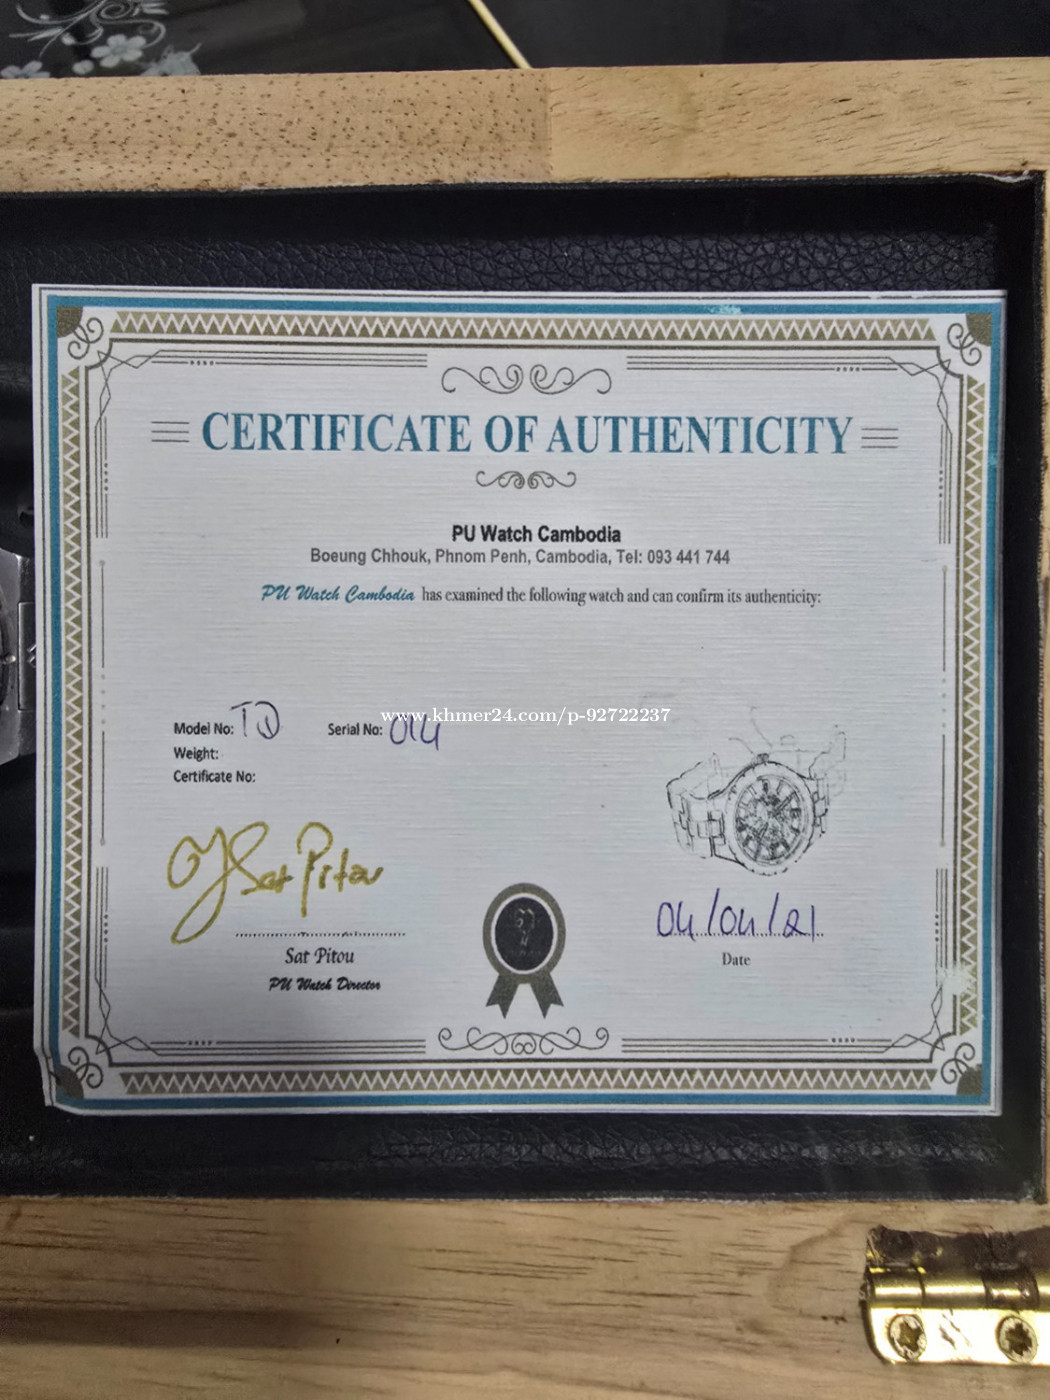 CERTIFICATE OF AUTHENTICITY
PU Watch Cambodia
Boeung Chhouk, Phnom Penh, Cambodia, Tel: 093 441 744
PU Watch Cambodia has examined the following watch and can confirm its authenticity:
www.khmer24.com/p-92722237
Model No: TQ Serial No: 014
Weight:
Certificate No:
Sat Pitou
04/04/21
Sat Pitou
Date
PU Watch Director